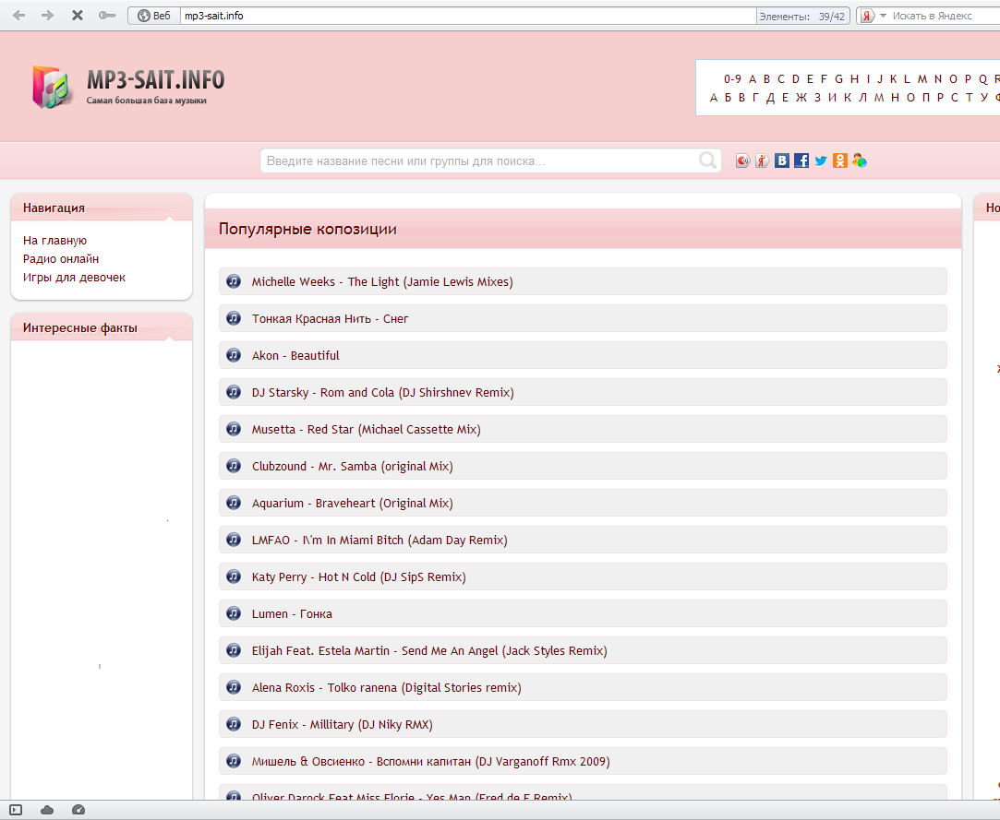 Веб mp3-sait.info Элементы: 39/42 Искать в Яндекс
MP3-SAIT.INFO
Самая большая база музыки
0-9 A B C D E F G H I J K L M N O P Q R
А Б В Г Д Е Ж З И К Л М Н О П Р С Т У Ф
Введите название песни или группы для поиска...
Навигация
На главную
Радио онлайн
Игры для девочек
Интересные факты
Популярные копозиции
Michelle Weeks - The Light (Jamie Lewis Mixes)
Тонкая Красная Нить - Снег
Akon - Beautiful
DJ Starsky - Rom and Cola (DJ Shirshnev Remix)
Musetta - Red Star (Michael Cassette Mix)
Clubzound - Mr. Samba (original Mix)
Aquarium - Braveheart (Original Mix)
LMFAO - I\'m In Miami Bitch (Adam Day Remix)
Katy Perry - Hot N Cold (DJ SipS Remix)
Lumen - Гонка
Elijah Feat. Estela Martin - Send Me An Angel (Jack Styles Remix)
Alena Roxis - Tolko ranena (Digital Stories remix)
DJ Fenix - Millitary (DJ Niky RMX)
Мишель & Овсиенко - Вспомни капитан (DJ Varganoff Rmx 2009)
Oliver Darock Feat Miss Florie - Yes Man (Fred de F Remix)
Но